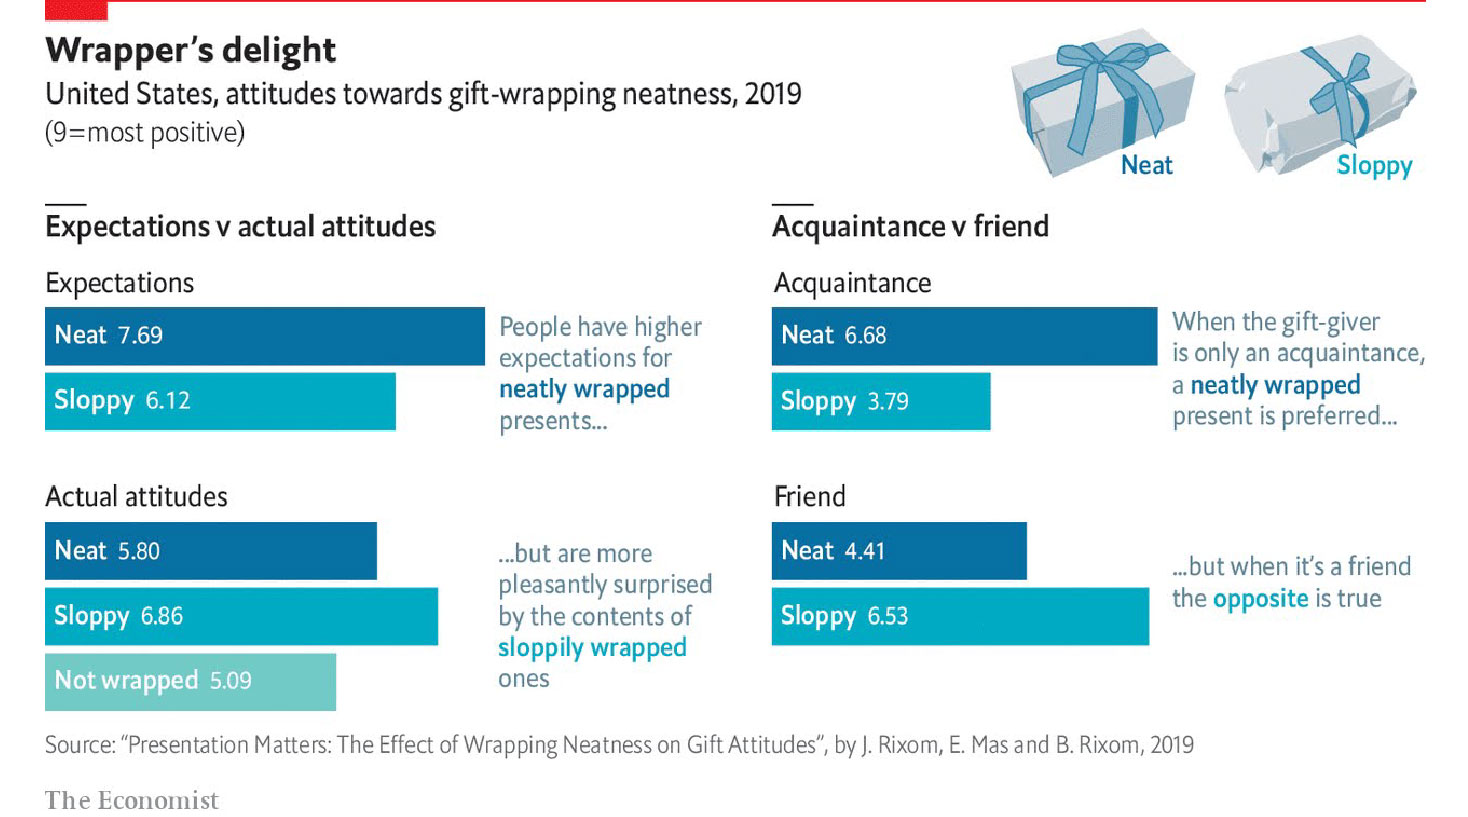 Wrapper’s delight
United States, attitudes towards gift-wrapping neatness, 2019
(9=most positive)
Neat
Sloppy
Expectations v actual attitudes
Expectations
Neat 7.69
Sloppy 6.12
People have higher
expectations for
neatly wrapped
presents...
Actual attitudes
Neat 5.80
Sloppy 6.86
Not wrapped 5.09
...but are more
pleasantly surprised
by the contents of
sloppily wrapped
ones
Acquaintance v friend
Acquaintance
Neat 6.68
Sloppy 3.79
When the gift-giver
is only an acquaintance,
a neatly wrapped
present is preferred...
Friend
Neat 4.41
Sloppy 6.53
...but when it’s a friend
the opposite is true
Source: “Presentation Matters: The Effect of Wrapping Neatness on Gift Attitudes”, by J. Rixom, E. Mas and B. Rixom, 2019
The Economist